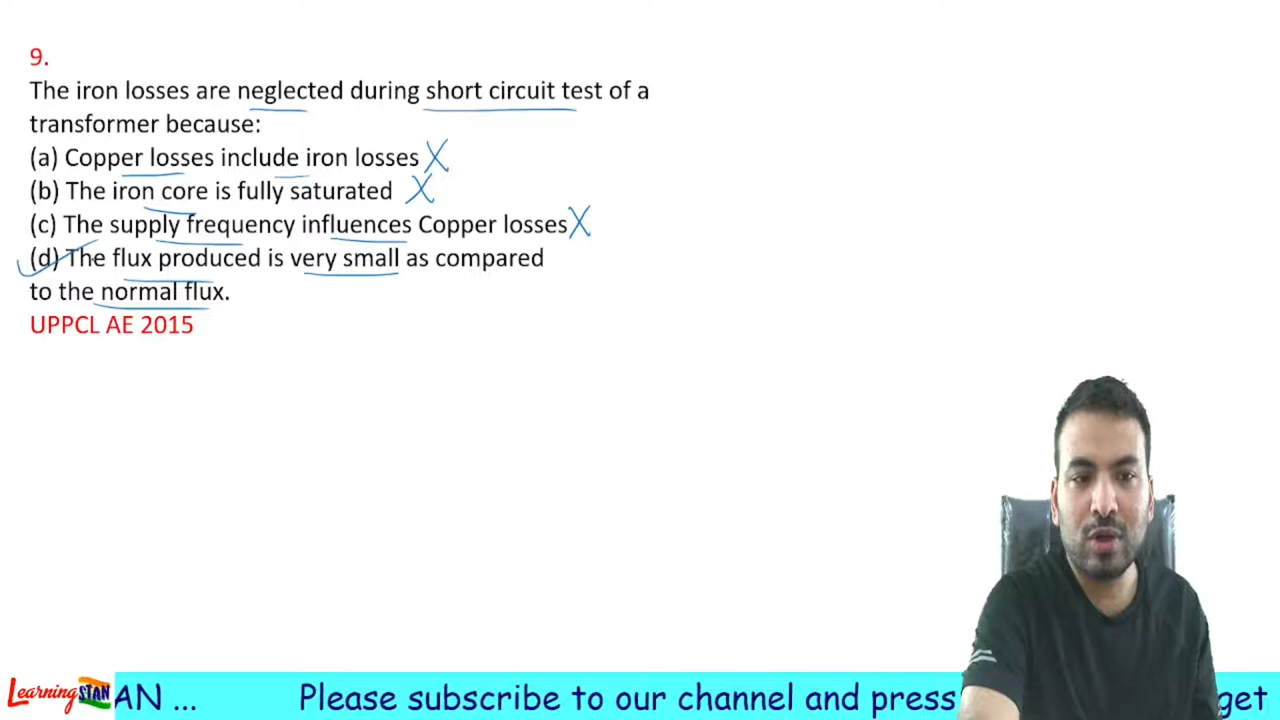 9.
The iron losses are neglected during short circuit test of a
transformer because:
(a) Copper losses include iron losses X
(b) The iron core is fully saturated X
(c) The supply frequency influences Copper losses X
(d) The flux produced is very small as compared
to the normal flux.
UPPCL AE 2015
LearningSTAN
AN ... Please subscribe to our channel and press get